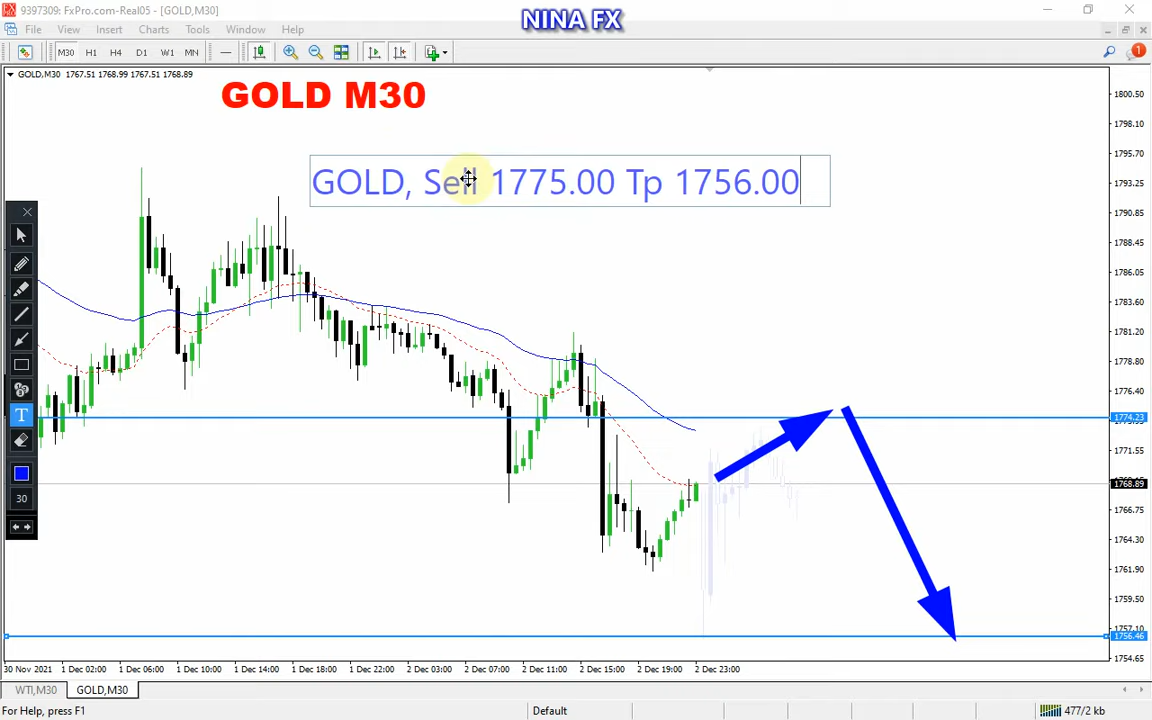 9397309: FxPro.com-Real05 - [GOLD,M30]
NINA FX
File View Insert Charts Tools Window Help
M30 H1 H4 D1 W1 MN
1
GOLD,M30 1767.51 1768.99 1767.51 1768.89
GOLD M30
GOLD, Sell 1775.00 Tp 1756.00
T
30
1800.50
1798.10
1795.70
1793.25
1790.85
1788.45
1786.05
1783.60
1781.20
1778.80
1776.40
1774.23
1771.55
1768.89
1766.75
1764.30
1761.90
1759.50
1757.10
1756.46
1754.65
30 Nov 2021 1 Dec 02:00 1 Dec 06:00 1 Dec 10:00 1 Dec 14:00 1 Dec 18:00 1 Dec 22:00 2 Dec 03:00 2 Dec 07:00 2 Dec 11:00 2 Dec 15:00 2 Dec 19:00 2 Dec 23:00
WTI,M30 GOLD,M30
For Help, press F1 Default 477/2 kb